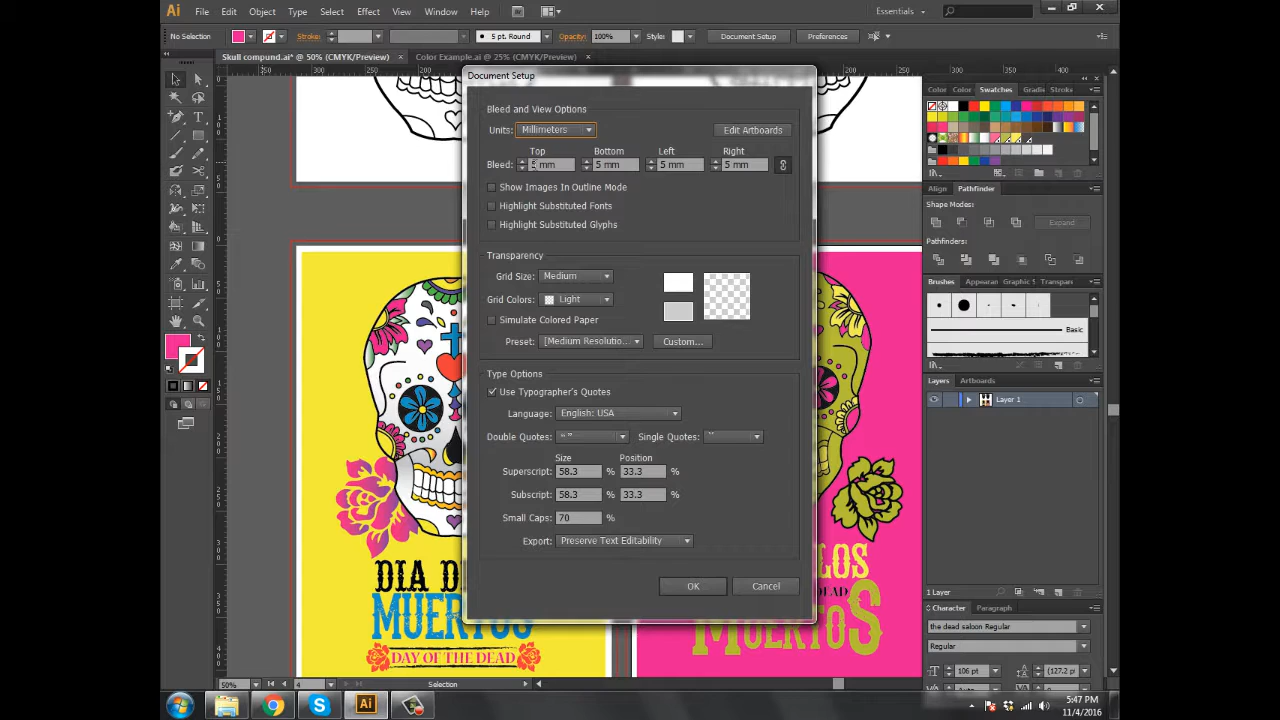 Ai File Edit Object Type Select Effect View Window Help
Essentials
No Selection Stroke: 5 pt. Round Opacity: 100% Style: Document Setup Preferences
Skull compund.ai* @ 50% (CMYK/Preview) × Color Example.ai @ 25% (CMYK/Preview) ×
Document Setup
Bleed and View Options
Units: Millimeters Edit Artboards
Top Bottom Left Right
Bleed: mm 5 mm 5 mm 5 mm
Show Images In Outline Mode
Highlight Substituted Fonts
Highlight Substituted Glyphs
Transparency
Grid Size: Medium
Grid Colors: Light
Simulate Colored Paper
Preset: [Medium Resolutio... Custom...
Type Options
Use Typographer's Quotes
Language: English: USA
Double Quotes: “ ” Single Quotes: ‘ ’
Size Position
Superscript: 58.3 % 33.3 %
Subscript: 58.3 % 33.3 %
Small Caps: 70 %
Export: Preserve Text Editability
OK Cancel
Color Color Swatches Gradi Stroke
Align Pathfinder
Shape Modes:
Expand
Pathfinders:
Brushes Appearan Graphic S Transpare
Basic
Layers Artboards
Layer 1
1 Layer
Character Paragraph
the dead saloon Regular
Regular
106 pt (127.2 p
DIA D
MUERTOS
DAY OF THE DEAD
LOS
DEAD
MUERTOS
50% 4 Selection
5:47 PM
11/4/2016